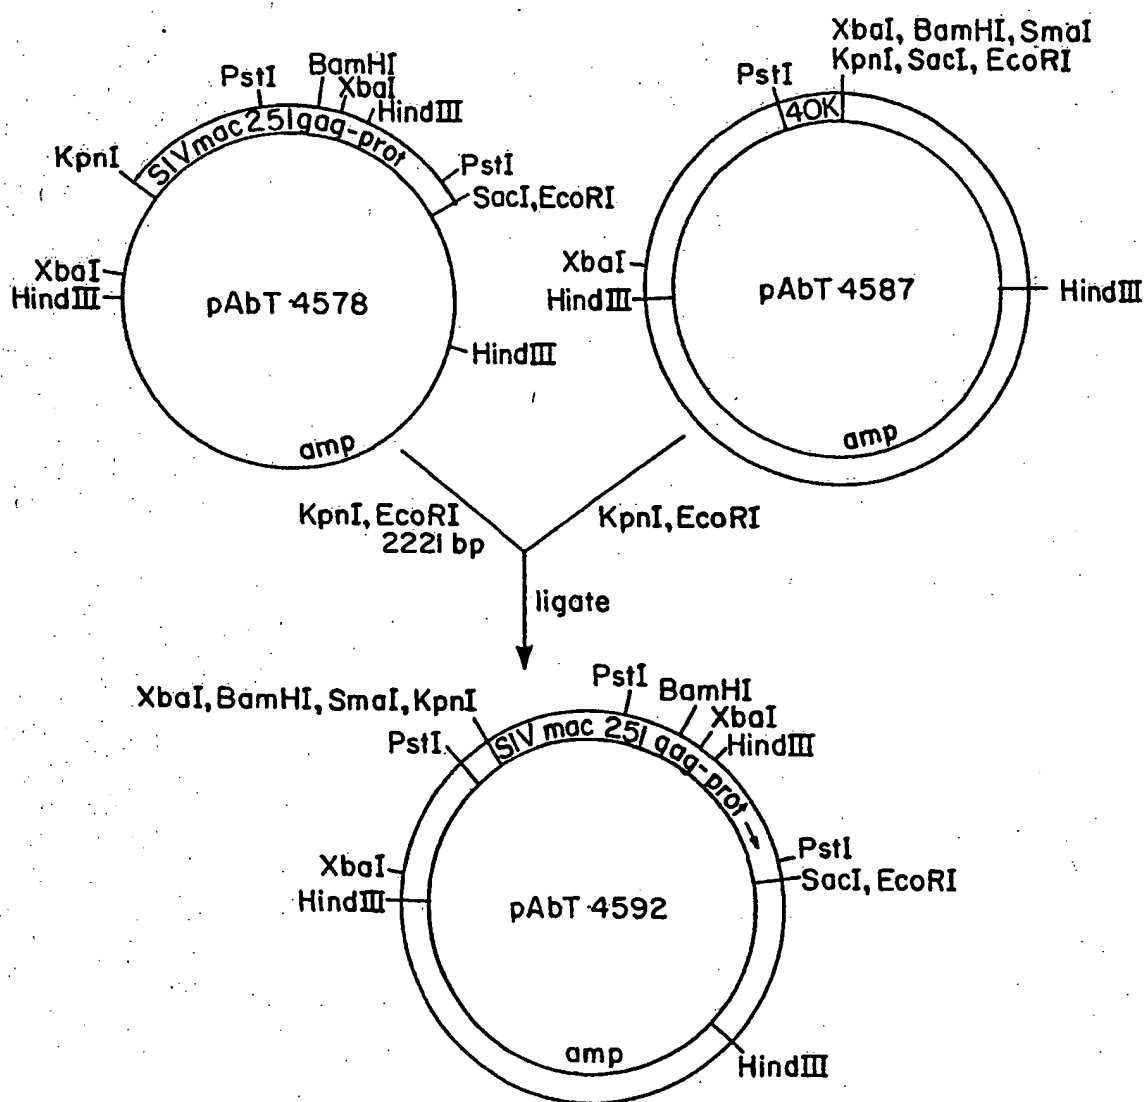 XbaI, BamHI, SmaI
KpnI, SacI, EcoRI
PstI
40K
XbaI
HindIII
pAbT 4587
HindIII
amp
PstI
BamHI
XbaI
HindIII
KpnI
SIVmac251gag-prot
PstI
SacI,EcoRI
XbaI
HindIII
pAbT 4578
HindIII
amp
KpnI, EcoRI
2221 bp
KpnI, EcoRI
ligate
XbaI, BamHI, SmaI, KpnI
PstI
BamHI
XbaI
HindIII
PstI
SIV mac 251 gag-prot →
PstI
SacI, EcoRI
XbaI
HindIII
pAbT 4592
amp
HindIII